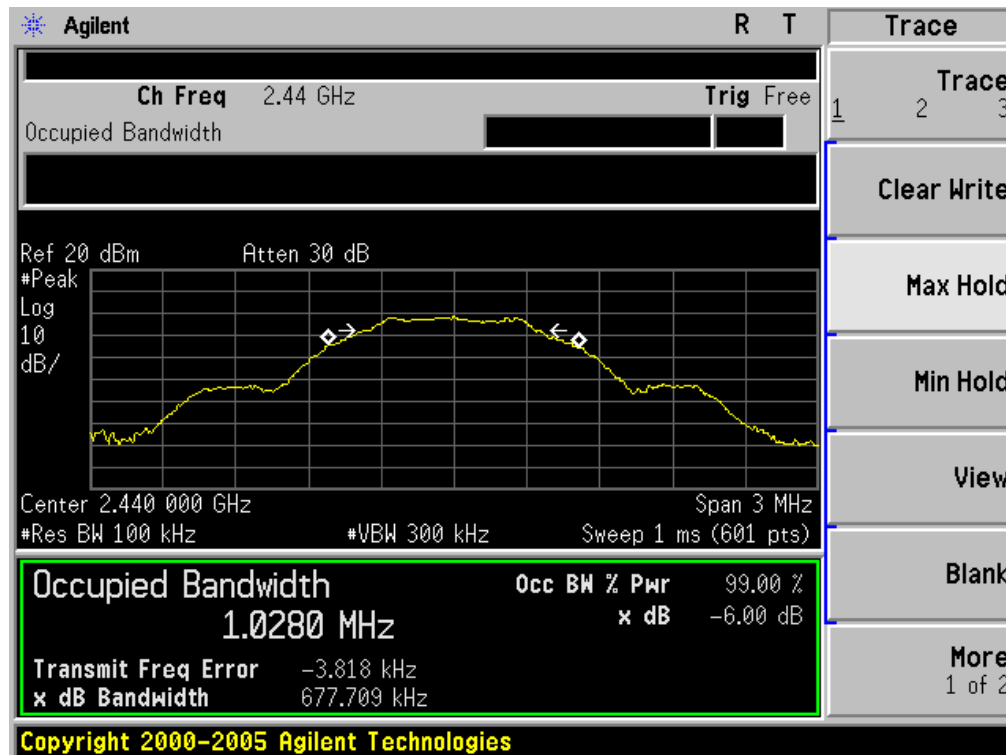 Agilent R T Trace
Ch Freq 2.44 GHz Trig Free
Occupied Bandwidth
Trace
1 2 3
Clear Write
Max Hold
Min Hold
View
Blank
More
1 of 2
Ref 20 dBm Atten 30 dB
#Peak
Log
10
dB/
Center 2.440 000 GHz Span 3 MHz
#Res BW 100 kHz #VBW 300 kHz Sweep 1 ms (601 pts)
Occupied Bandwidth Occ BW % Pwr 99.00 %
1.0280 MHz x dB -6.00 dB
Transmit Freq Error -3.818 kHz
x dB Bandwidth 677.709 kHz
Copyright 2000-2005 Agilent Technologies